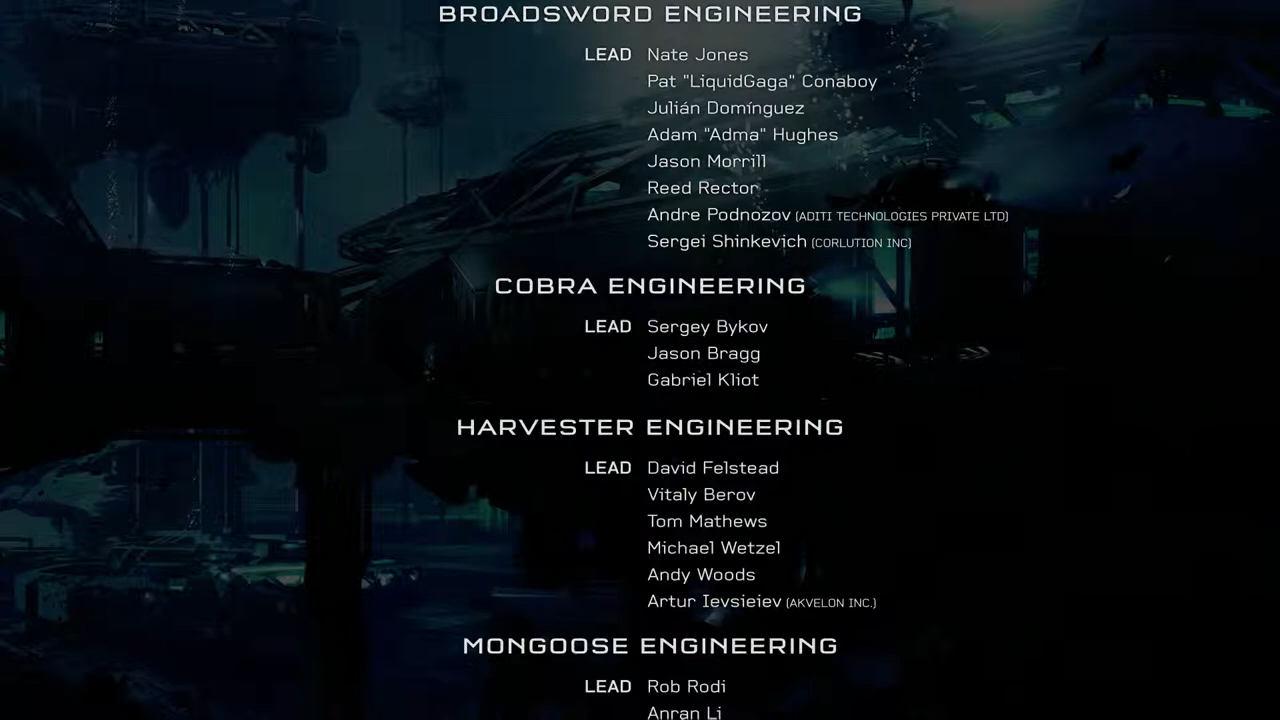 BROADSWORD ENGINEERING
LEAD Nate Jones
Pat "LiquidGaga" Conaboy
Julián Domínguez
Adam "Adma" Hughes
Jason Morrill
Reed Rector
Andre Podnozov (ADITI TECHNOLOGIES PRIVATE LTD)
Sergei Shinkevich (CORLUTION INC)
COBRA ENGINEERING
LEAD Sergey Bykov
Jason Bragg
Gabriel Kliot
HARVESTER ENGINEERING
LEAD David Felstead
Vitaly Berov
Tom Mathews
Michael Wetzel
Andy Woods
Artur Ievsieiev (AKVELON INC.)
MONGOOSE ENGINEERING
LEAD Rob Rodi
Anran Li